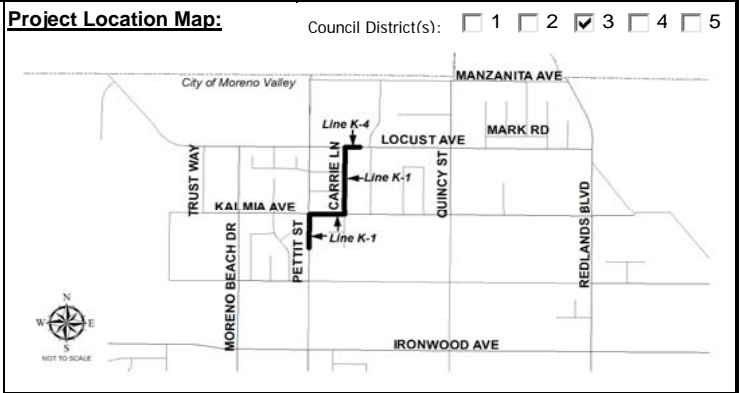 Project Location Map:
Council District(s): 1 2 3 4 5
City of Moreno Valley
MANZANITA AVE
Line K-4
LOCUST AVE
MARK RD
TRUST WAY
CARRIE LN
Line K-1
QUINCY ST
KALMIA AVE
Line K-1
MORENO BEACH DR
PETTIT ST
REDLANDS BLVD
N
W E
S
NOT TO SCALE
IRONWOOD AVE